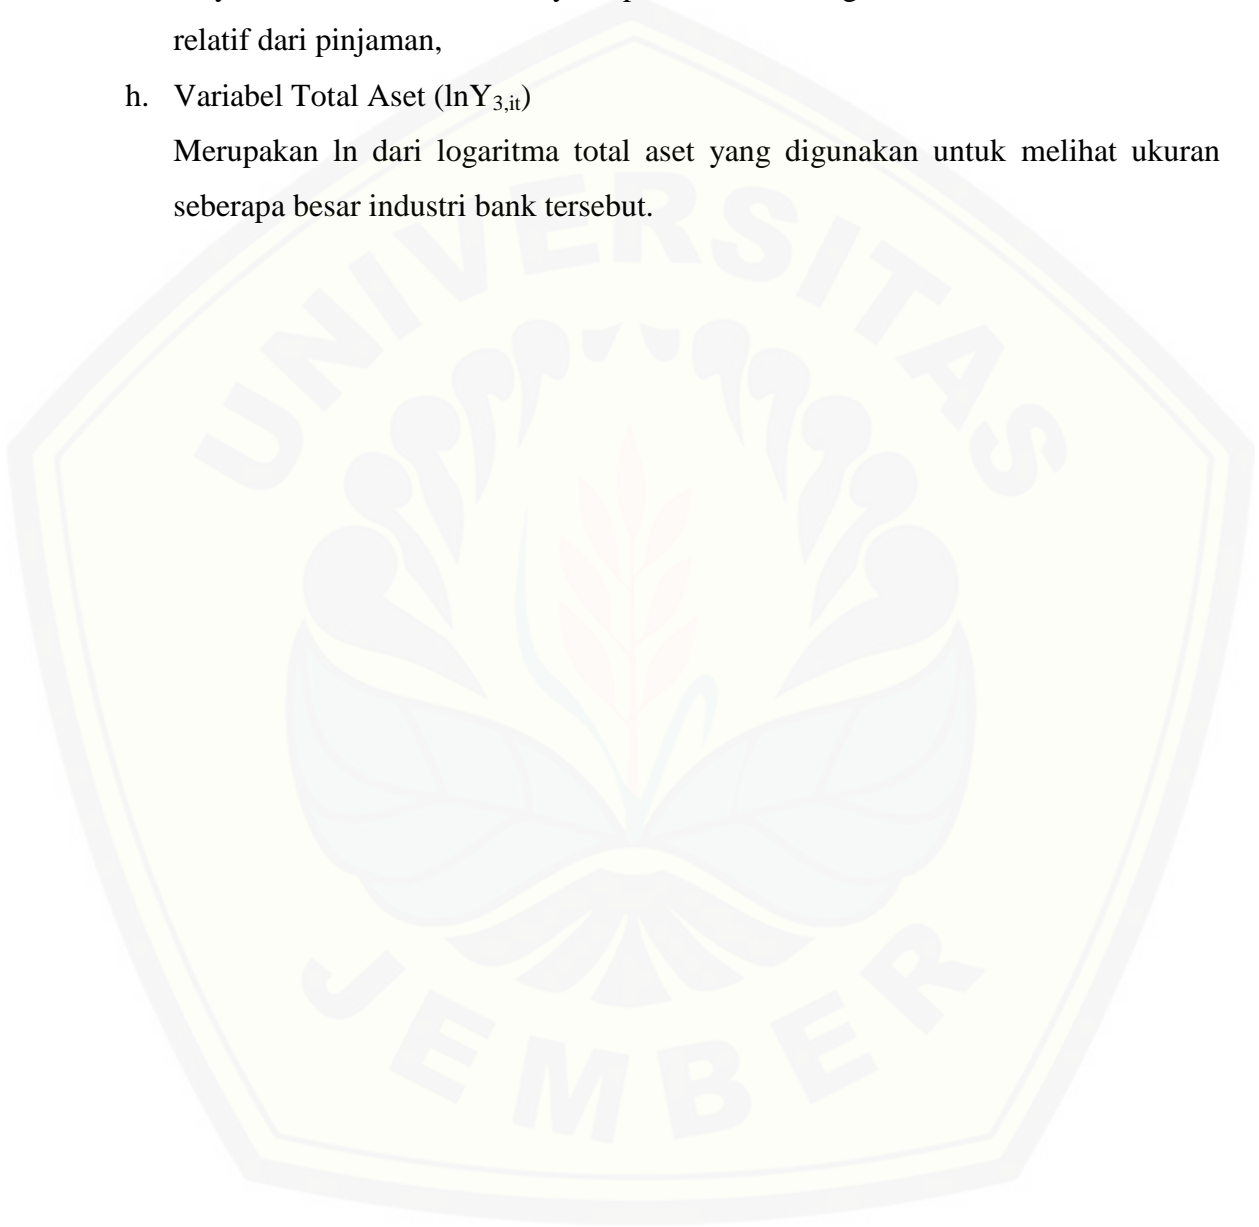 relatif dari pinjaman,
h. Variabel Total Aset (lnY3,it)
Merupakan ln dari logaritma total aset yang digunakan untuk melihat ukuran
seberapa besar industri bank tersebut.
UNIVERSITAS
JEMBER